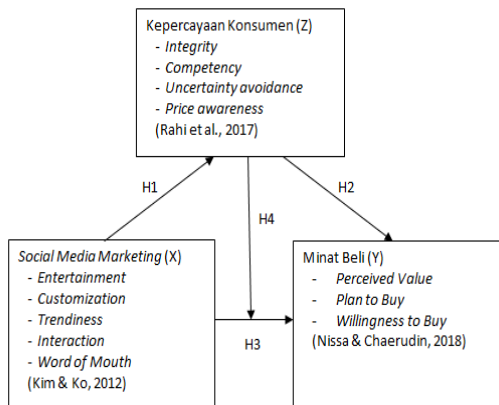 Kepercayaan Konsumen (Z)
- Integrity
- Competency
- Uncertainty avoidance
- Price awareness
(Rahi et al., 2017)
H1
H2
H4
Social Media Marketing (X)
- Entertainment
- Customization
- Trendiness
- Interaction
- Word of Mouth
(Kim & Ko, 2012)
H3
Minat Beli (Y)
- Perceived Value
- Plan to Buy
- Willingness to Buy
(Nissa & Chaerudin, 2018)